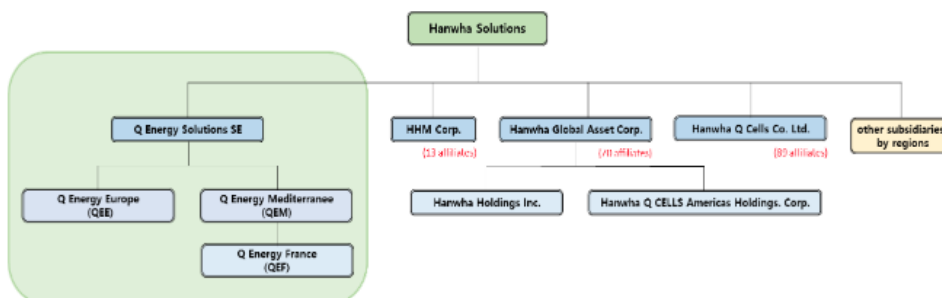 Hanwha Solutions
Q Energy Solutions SE
HHM Corp.
Hanwha Global Asset Corp.
Hanwha Q Cells Co. Ltd.
other subsidiaries
by regions
(13 affiliates)
(70 affiliates)
(89 affiliates)
Q Energy Europe
(QEE)
Q Energy Mediterranee
(QEM)
Hanwha Holdings Inc.
Hanwha Q CELLS Americas Holdings. Corp.
Q Energy France
(QEF)